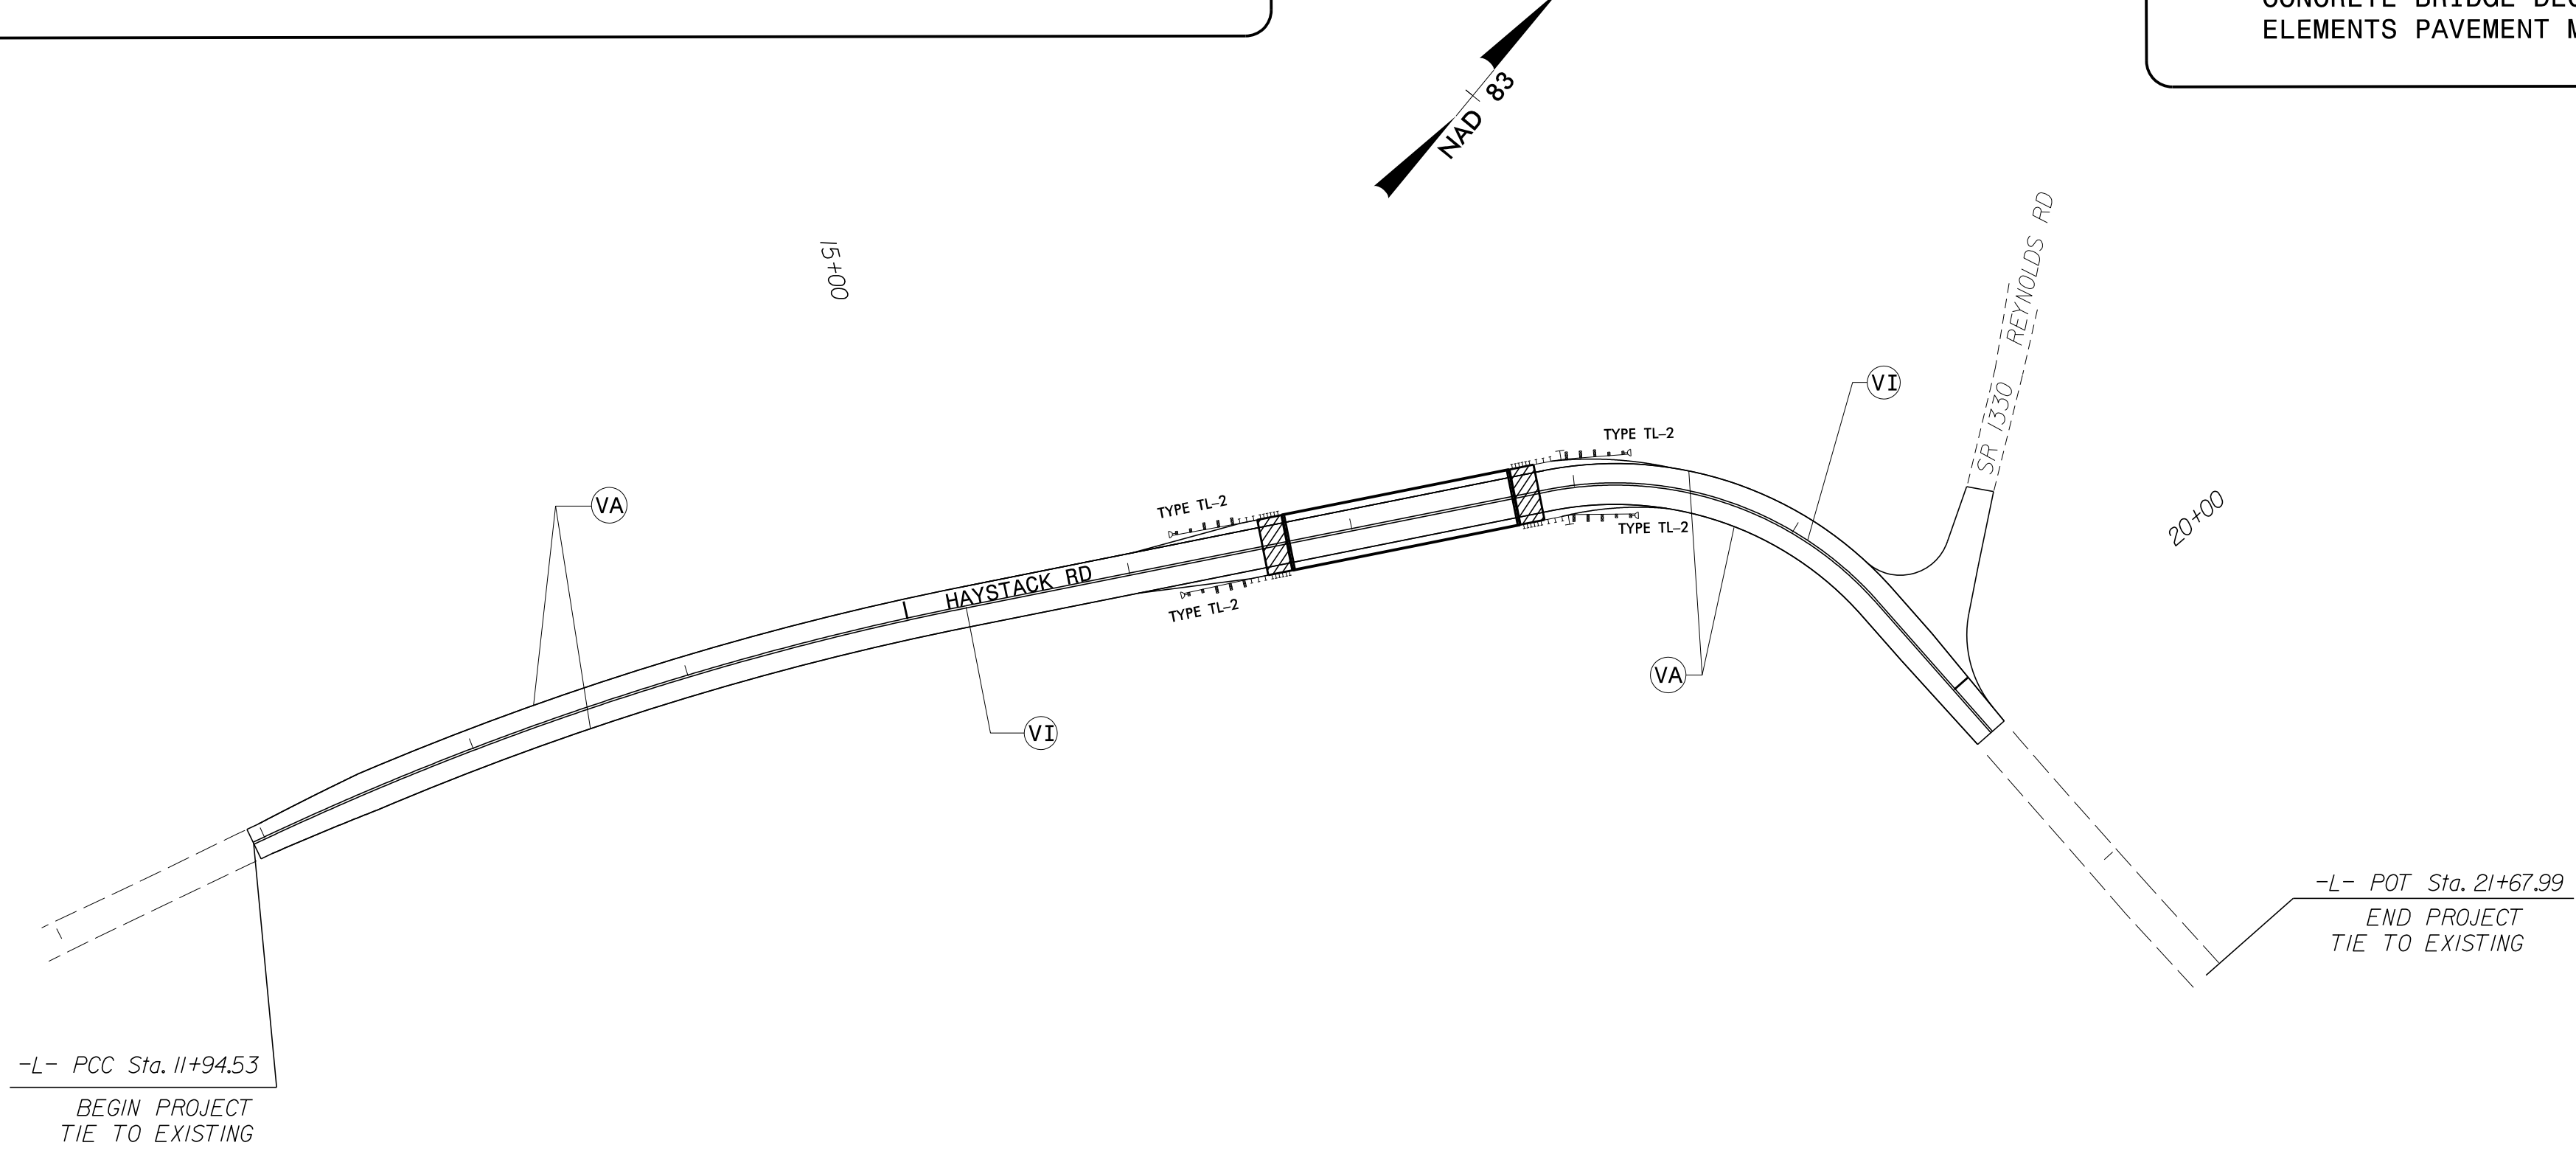 CONCRETE BRIDGE
ELEMENTS PAVEMENT
NAD 83
15+00
SR 1330 REYNOLDS RD
VI
TYPE TL-2
VA
TYPE TL-2
20+00
TYPE TL-2
HAYSTACK RD
TYPE TL-2
VA
VI
-L- POT Sta. 21+67.99
END PROJECT
TIE TO EXISTING
-L- PCC Sta. 11+94.53
BEGIN PROJECT
TIE TO EXISTING